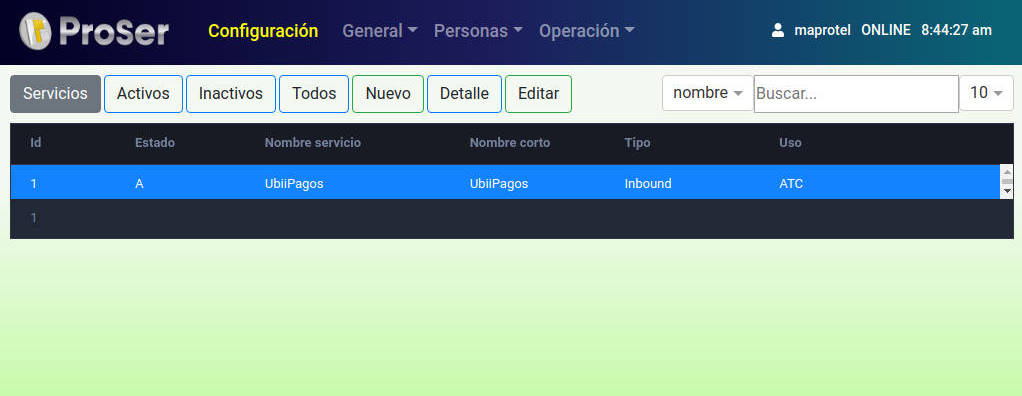 ProSer Configuración General Personas Operación maprotel ONLINE 8:44:27 am
Servicios Activos Inactivos Todos Nuevo Detalle Editar nombre Buscar... 10
Id Estado Nombre servicio Nombre corto Tipo Uso
1 A UbiiPagos UbiiPagos Inbound ATC
1